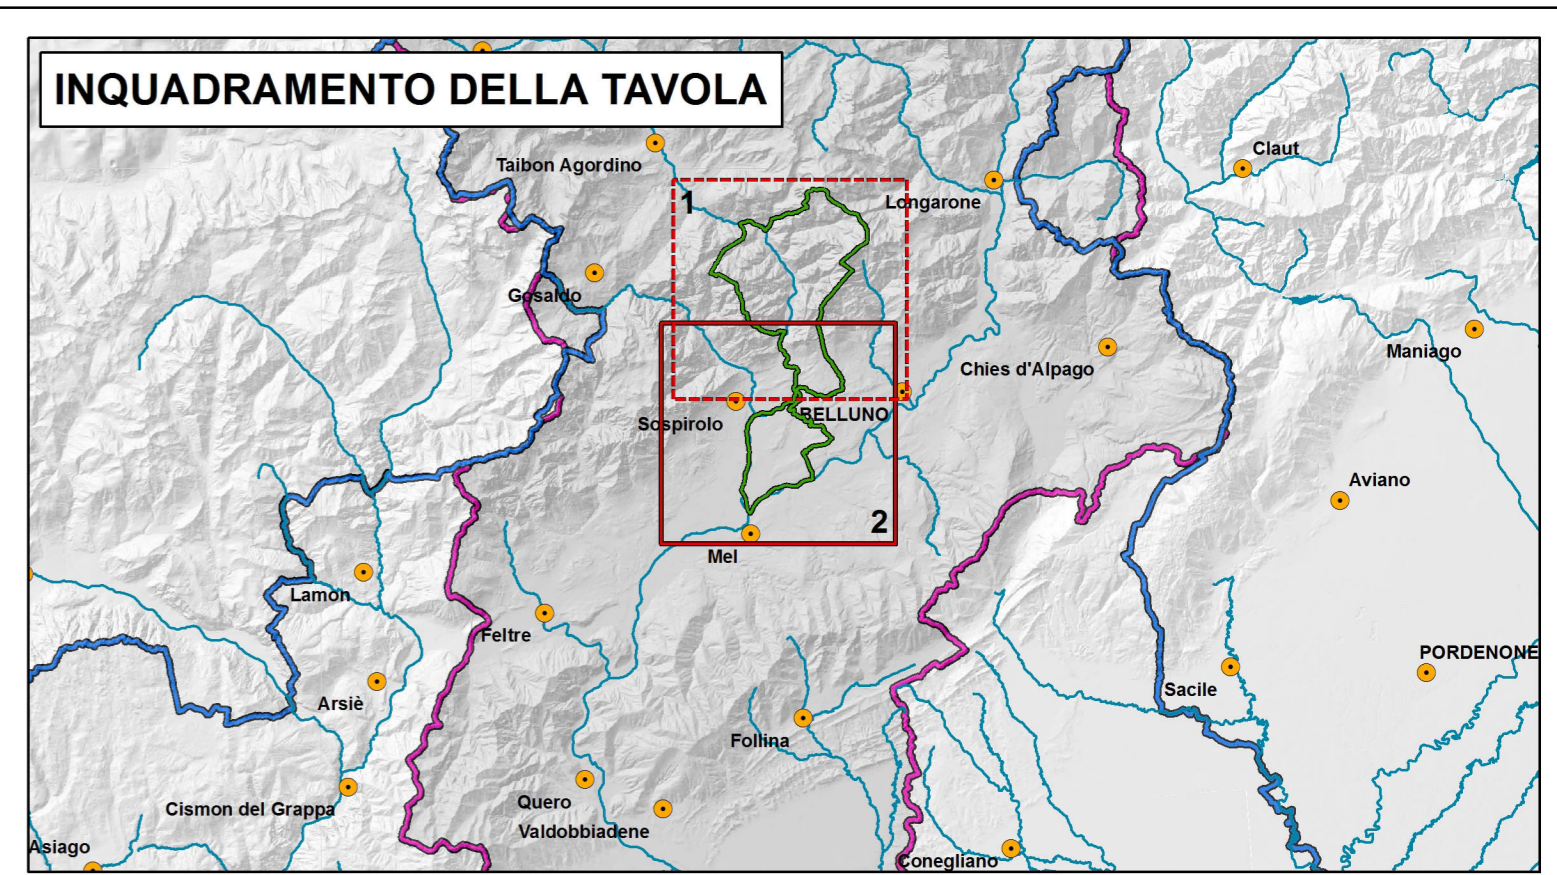 INQUADRAMENTO DELLA TAVOLA
Claut
Taibon Agordino
1
Longarone
Gosaldo
Maniago
Chies d'Alpago
BELLUNO
Sospirolo
Aviano
2
Mel
Lamon
Feltre
PORDENONE
Sacile
Arsiè
Follina
Quero
Cismon del Grappa
Valdobbiadene
Asiago
Conegliano